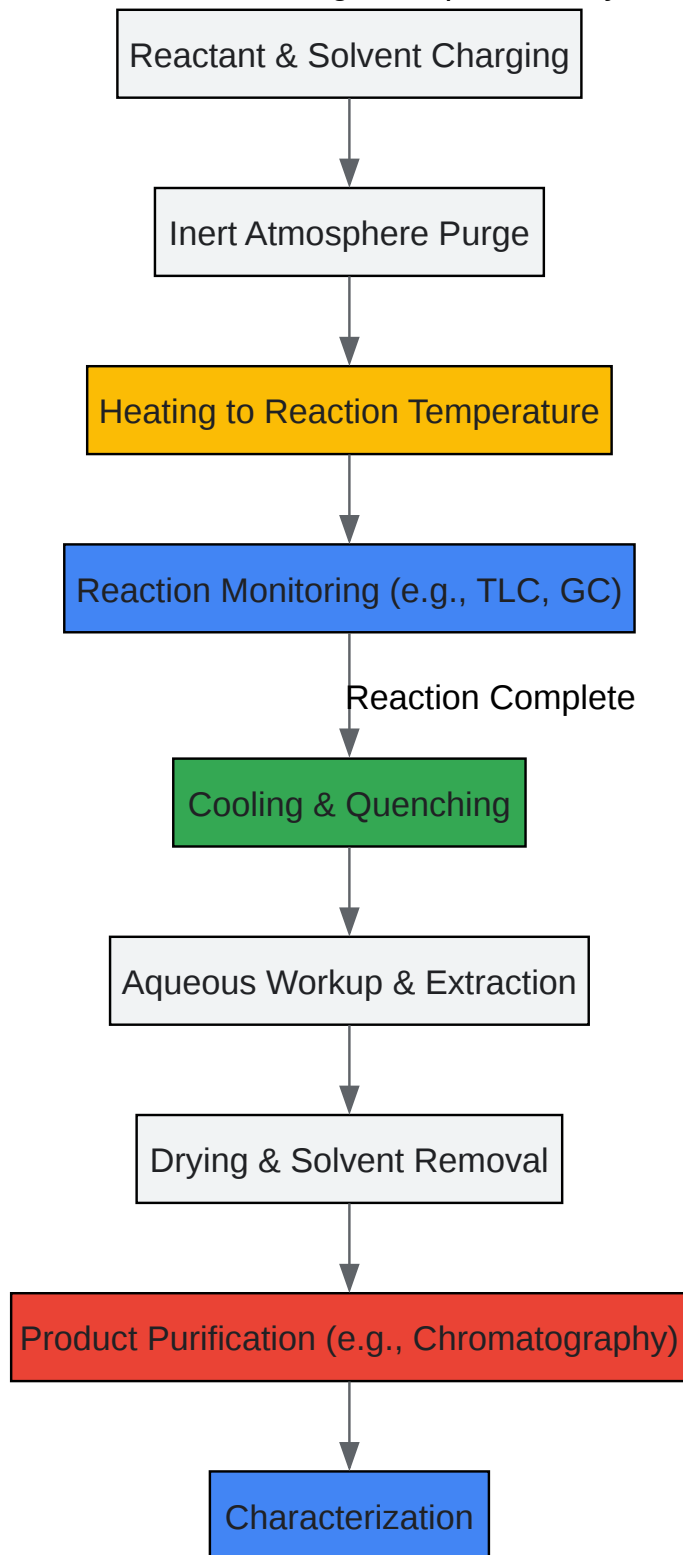 Reactant & Solvent Charging
Inert Atmosphere Purge
Heating to Reaction Temperature
Reaction Monitoring (e.g., TLC, GC)
Reaction Complete
Cooling & Quenching
Aqueous Workup & Extraction
Drying & Solvent Removal
Product Purification (e.g., Chromatography)
Characterization